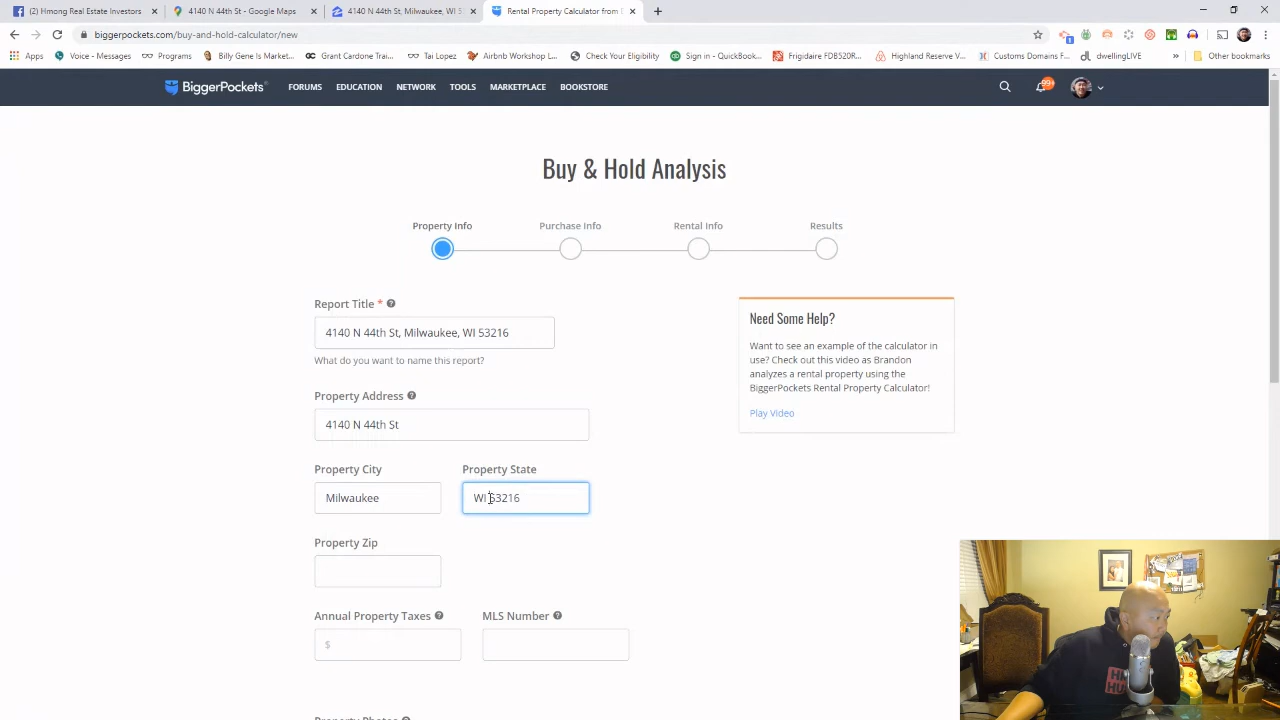 (2) Hmong Real Estate Investors
4140 N 44th St - Google Maps
4140 N 44th St, Milwaukee, WI 5
Rental Property Calculator from
biggerpockets.com/buy-and-hold-calculator/new
Apps
Voice - Messages
Programs
Billy Gene Is Market...
Grant Cardone Train...
Tai Lopez
Airbnb Workshop L...
Check Your Eligibility
Sign in - QuickBook...
Frigidaire FDB520R...
Highland Reserve -...
Customs Domains F...
dwellingLIVE
»
Other bookmarks
BiggerPockets
FORUMS
EDUCATION
NETWORK
TOOLS
MARKETPLACE
BOOKSTORE
99+
Buy & Hold Analysis
Property Info
Purchase Info
Rental Info
Results
Report Title *
4140 N 44th St, Milwaukee, WI 53216
What do you want to name this report?
Property Address
4140 N 44th St
Property City
Property State
Milwaukee
WI 53216
Property Zip
Annual Property Taxes
MLS Number
$
Property Photos
Need Some Help?
Want to see an example of the calculator in
use? Check out this video as Brandon
analyzes a rental property using the
BiggerPockets Rental Property Calculator!
Play Video